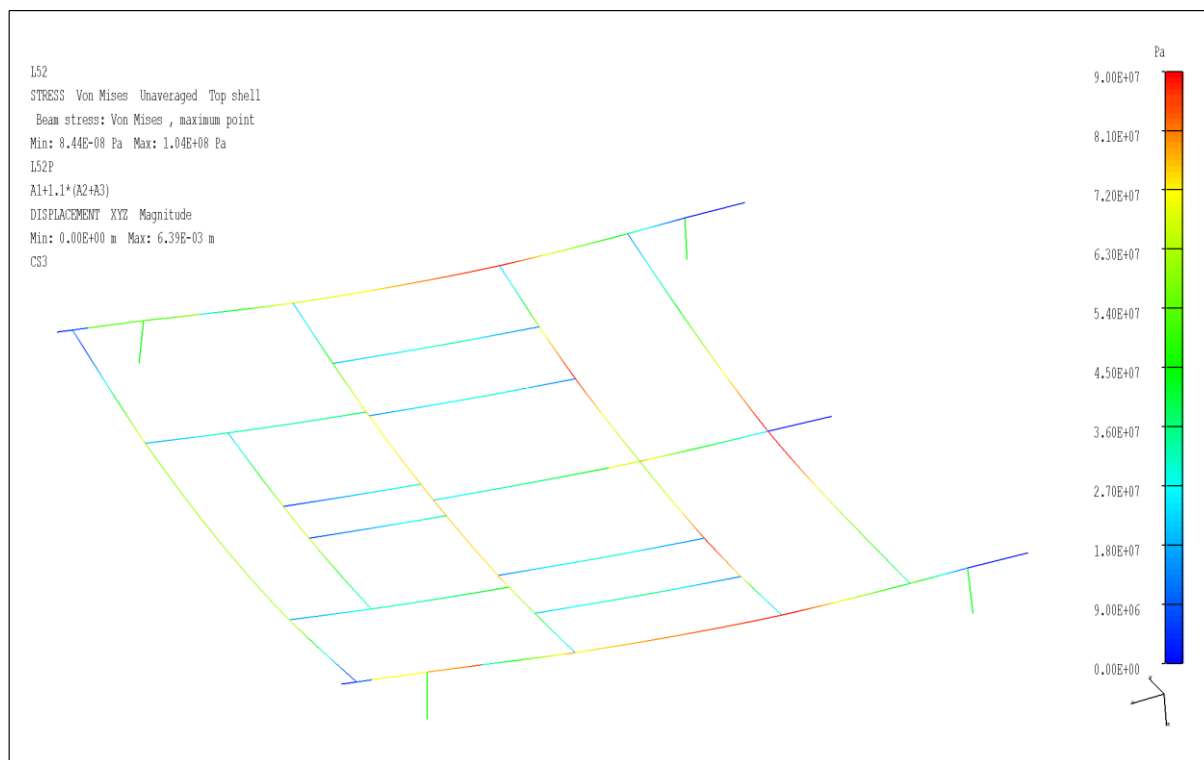 L52
STRESS Von Mises Unaveraged Top shell
Beam stress: Von Mises , maximum point
Min: 8.44E-08 Pa Max: 1.04E+08 Pa
L52P
A1+1.1*(A2+A3)
DISPLACEMENT XYZ Magnitude
Min: 0.00E+00 m Max: 6.39E-03 m
CS3
Pa
9.00E+07
8.10E+07
7.20E+07
6.30E+07
5.40E+07
4.50E+07
3.60E+07
2.70E+07
1.80E+07
9.00E+06
0.00E+00